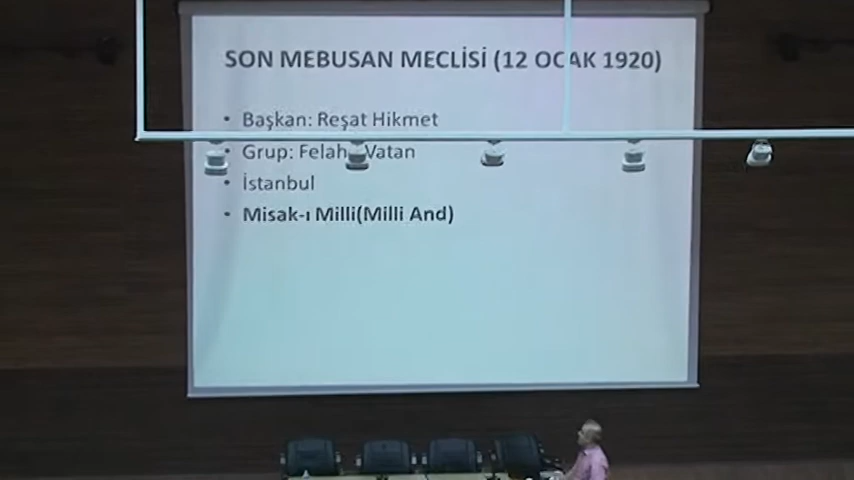 SON MEBUSAN MECLİSİ (12 OCAK 1920)
• Başkan: Reşat Hikmet
• Grup: Felah Vatan
• İstanbul
• Misak-ı Milli(Milli And)